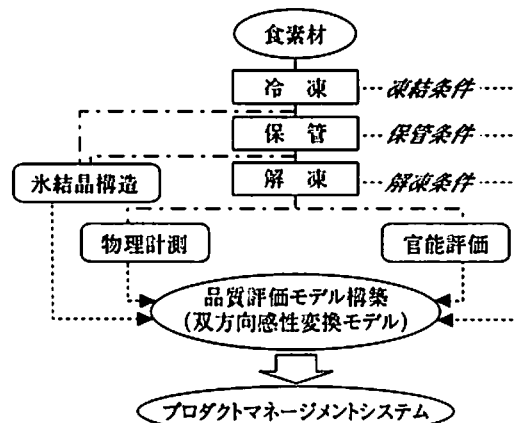 食素材
冷凍
凍結条件
保管
保管条件
解凍
解凍条件
氷結晶構造
物理計測
官能評価
品質評価モデル構築
(双方向感性変換モデル)
プロダクトマネージメントシステム